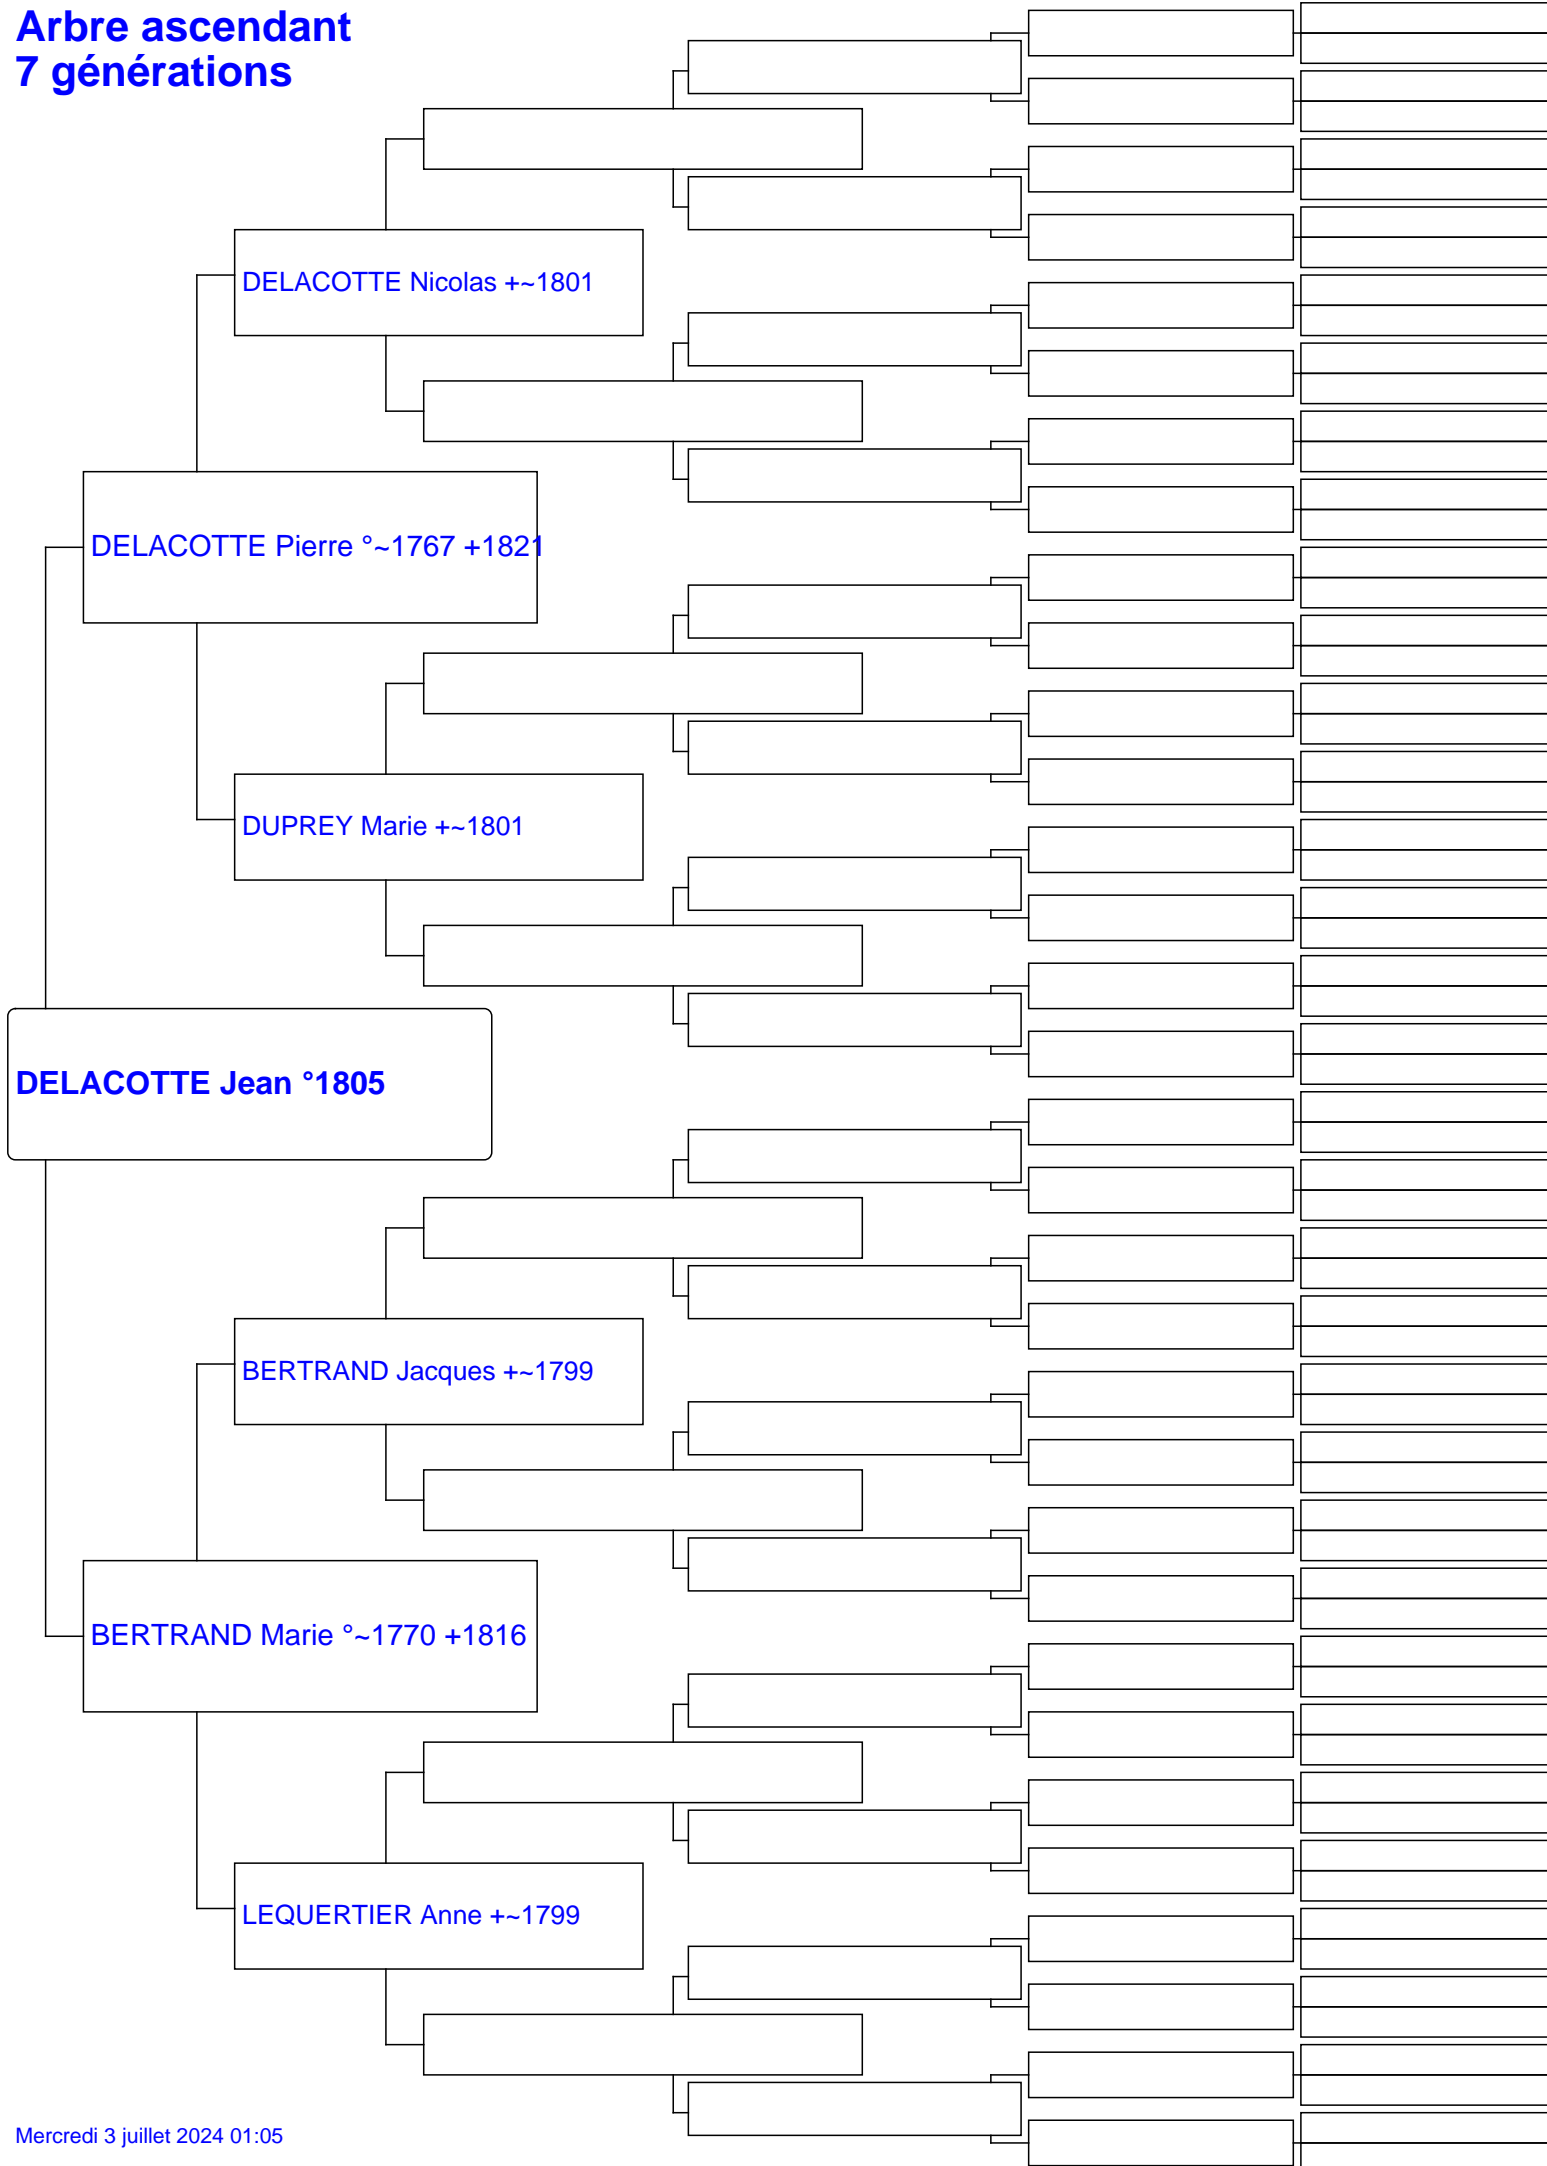 Arbre ascendant
7 générations
DELACOTTE Nicolas +~1801
DELACOTTE Pierre °~1767 +1821
DUPREY Marie +~1801
DELACOTTE Jean °1805
BERTRAND Jacques +~1799
BERTRAND Marie °~1770 +1816
LEQUERTIER Anne +~1799
Mercredi 3 juillet 2024 01:05